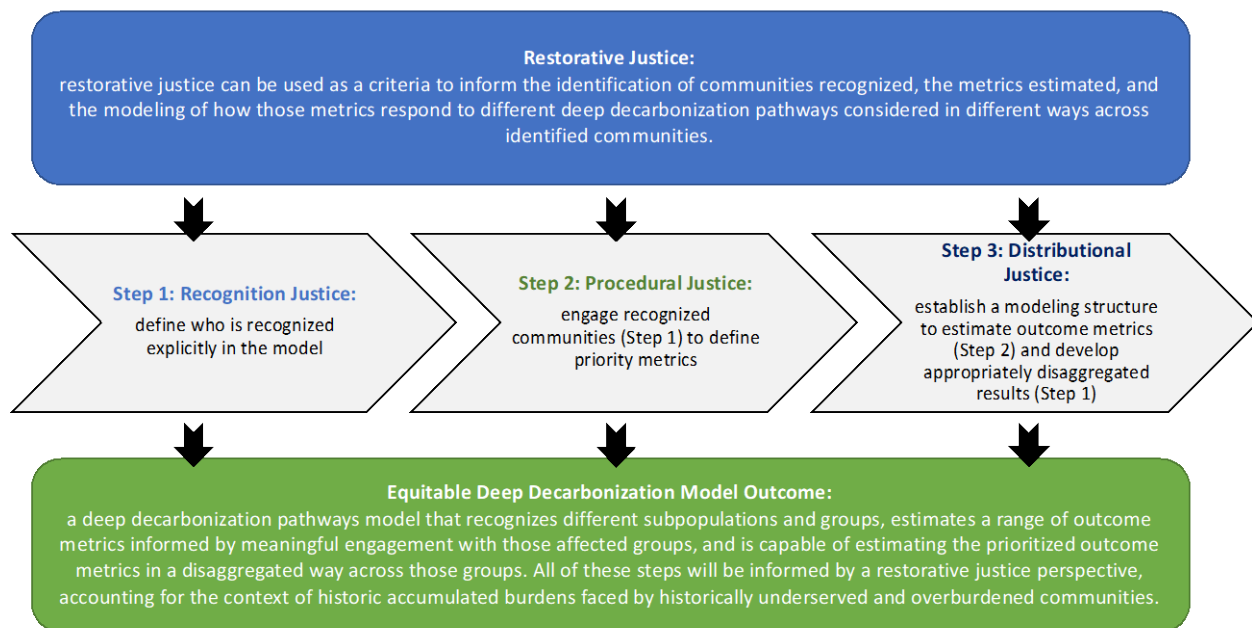 Restorative Justice:
restorative justice can be used as a criteria to inform the identification of communities recognized, the metrics estimated, and
the modeling of how those metrics respond to different deep decarbonization pathways considered in different ways across
identified communities.
Step 1: Recognition Justice:
define who is recognized
explicitly in the model
Step 2: Procedural Justice:
engage recognized
communities (Step 1) to define
priority metrics
Step 3: Distributional
Justice:
establish a modeling structure
to estimate outcome metrics
(Step 2) and develop
appropriately disaggregated
results (Step 1)
Equitable Deep Decarbonization Model Outcome:
a deep decarbonization pathways model that recognizes different subpopulations and groups, estimates a range of outcome
metrics informed by meaningful engagement with those affected groups, and is capable of estimating the prioritized outcome
metrics in a disaggregated way across those groups. All of these steps will be informed by a restorative justice perspective,
accounting for the context of historic accumulated burdens faced by historically underserved and overburdened communities.